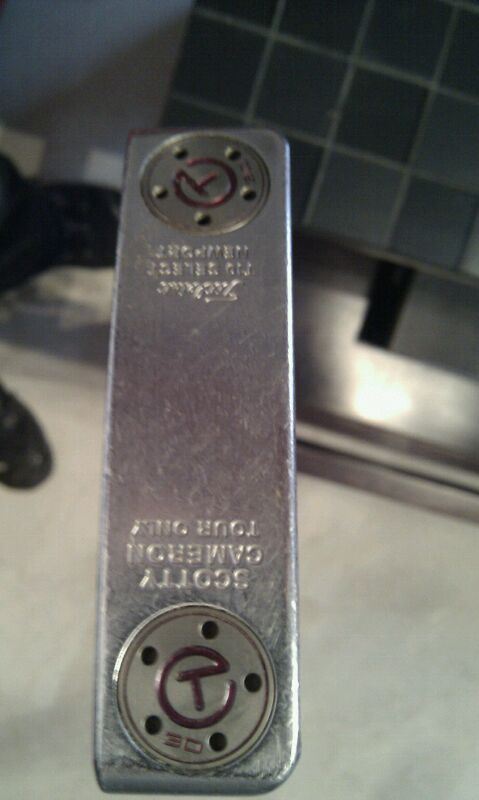 SCOTTY
CAMERON
TOUR ONLY
Titleist
T10 SELECT
NEWPORT